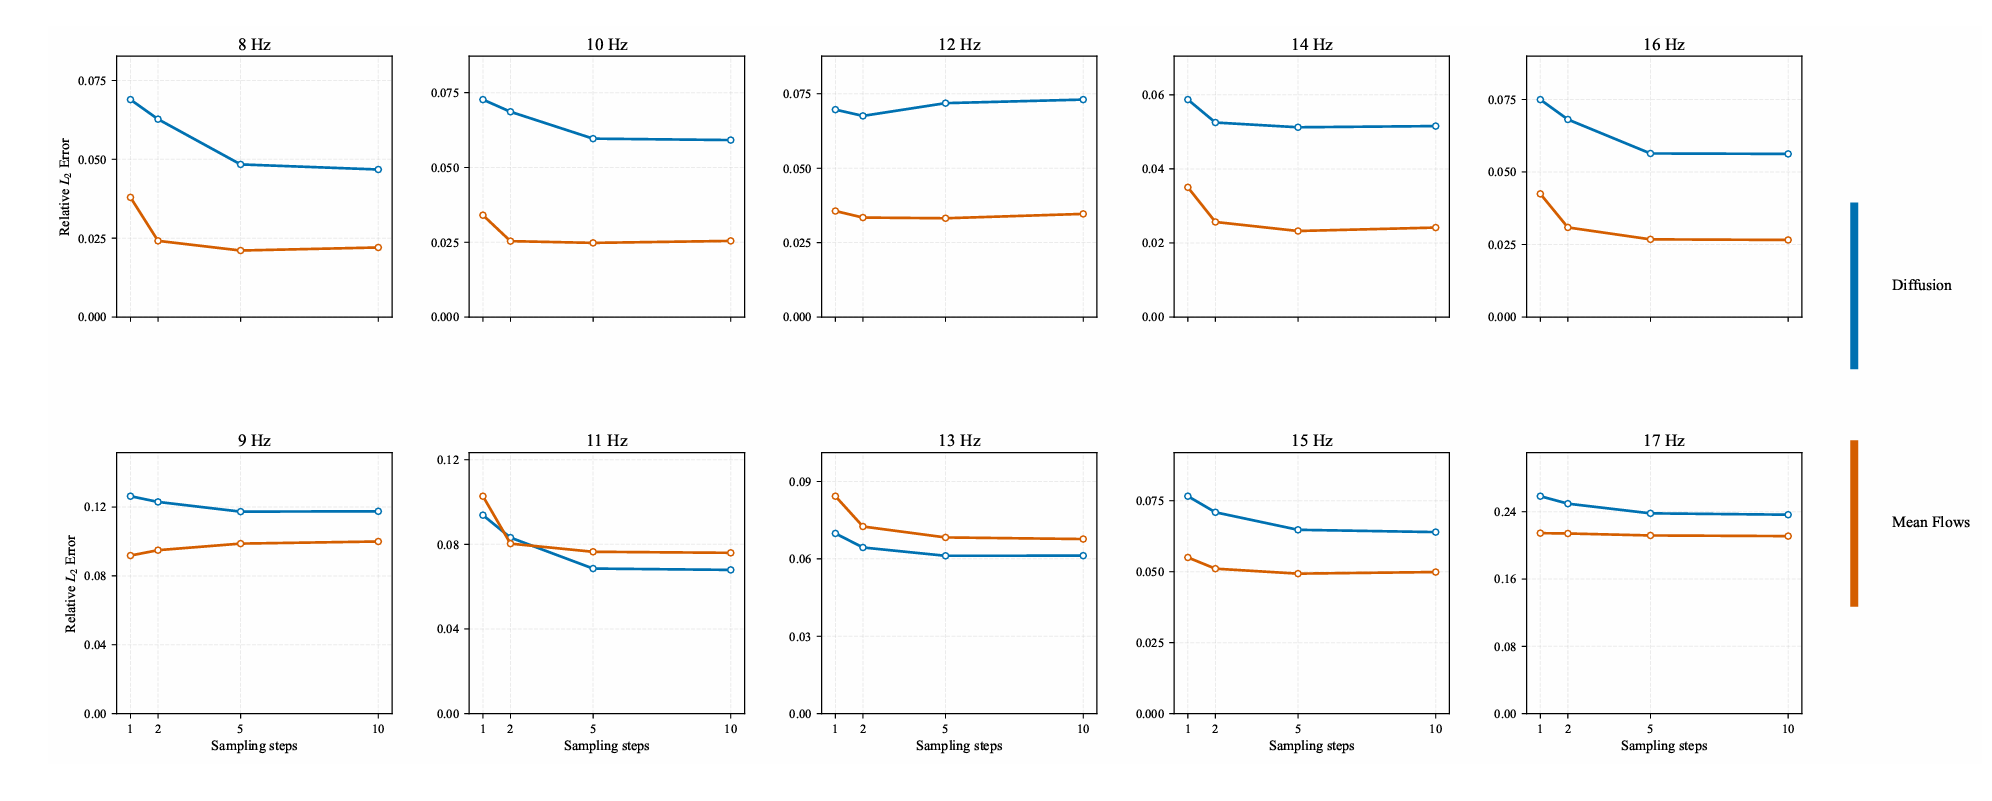 8 Hz
10 Hz
12 Hz
14 Hz
16 Hz
Relative L₂ Error
0.075
0.050
0.025
0.000
0.075
0.050
0.025
0.000
0.075
0.050
0.025
0.000
0.06
0.04
0.02
0.00
0.075
0.050
0.025
0.000
Diffusion
Mean Flows
9 Hz
11 Hz
13 Hz
15 Hz
17 Hz
Relative L₂ Error
0.12
0.08
0.04
0.00
1 2 5 10
Sampling steps
0.12
0.08
0.04
0.00
1 2 5 10
Sampling steps
0.09
0.06
0.03
0.00
1 2 5 10
Sampling steps
0.075
0.050
0.025
0.000
1 2 5 10
Sampling steps
0.24
0.16
0.08
0.00
1 2 5 10
Sampling steps